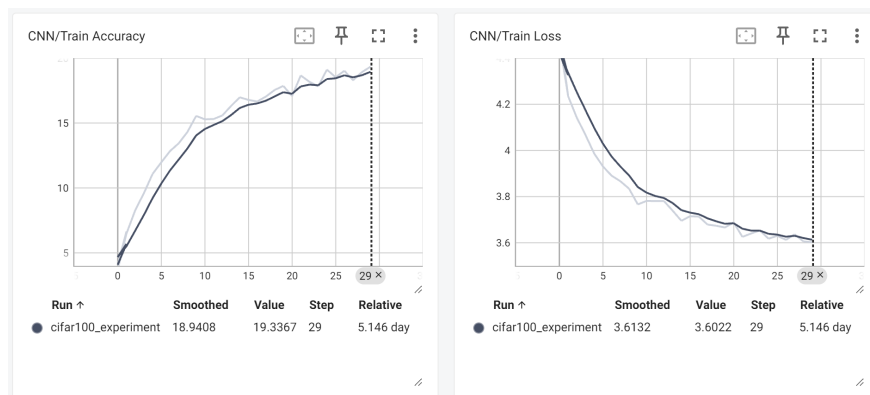 CNN/Train Accuracy
15
10
5
0 5 10 15 20 25 29 ×
Run ↑ Smoothed Value Step Relative
cifar100_experiment 18.9408 19.3367 29 5.146 day
CNN/Train Loss
4.2
4
3.8
3.6
0 5 10 15 20 25 29 ×
Run ↑ Smoothed Value Step Relative
cifar100_experiment 3.6132 3.6022 29 5.146 day